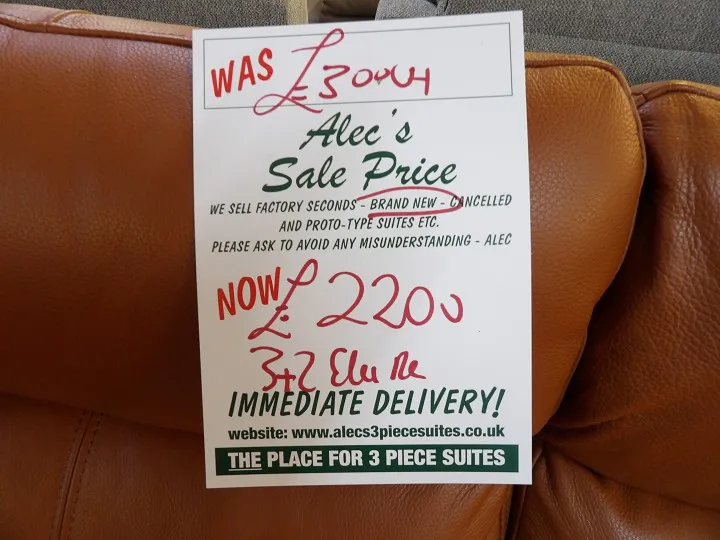 WAS £
Alec's
Sale Price
WE SELL FACTORY SECONDS - BRAND NEW - CANCELLED
AND PROTO-TYPE SUITES ETC.
PLEASE ASK TO AVOID ANY MISUNDERSTANDING - ALEC
NOW £2200
3+2
IMMEDIATE DELIVERY!
website: www.alecs3piecesuites.co.uk
THE PLACE FOR 3 PIECE SUITES